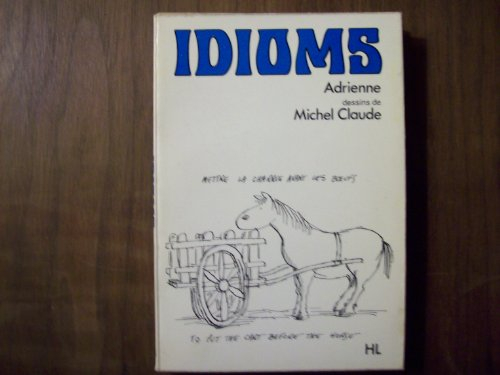 IDIOMS
Adrienne
dessins de
Michel Claude
METTRE LA CHARRUE AVANT LES BŒUFS
TO PUT THE CART BEFORE THE HORSE
HL